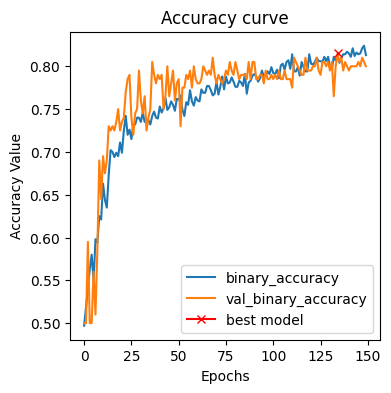 Accuracy curve
Accuracy Value
0.80
0.75
0.70
0.65
0.60
0.55
0.50
binary_accuracy
val_binary_accuracy
best model
0
25
50
75
100
125
150
Epochs